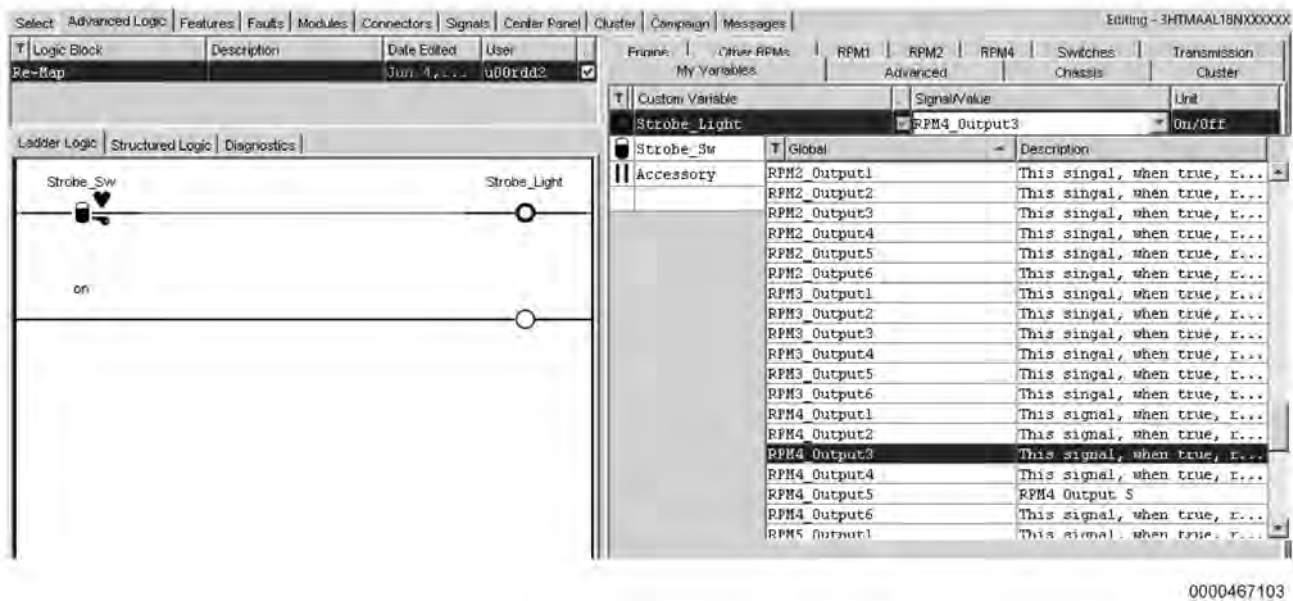 Select Advanced Logic Features Faults Modules Connectors Signals Center Panel Cluster Campaign Messages Editing - 3HTMAAL18NXXXXXX
T Logic Block Description Date Edited User
Re-Map Jun 4,... u00rdd2
Ladder Logic Structured Logic Diagnostics
Strobe_Sw Strobe_Light
on
Engine Other RPMs RPM1 RPM2 RPM4 Switches Transmission
My Variables Advanced Chassis Cluster
T Custom Variable Signal/Value Unit
Strobe_Light RPM4_Output3 On/Off
Strobe_Sw
Accessory
T Global Description
RPM2_Output1 This singal, when true, r...
RPM2_Output2 This singal, when true, r...
RPM2_Output3 This singal, when true, r...
RPM2_Output4 This singal, when true, r...
RPM2_Output5 This singal, when true, r...
RPM2_Output6 This singal, when true, r...
RPM3_Output1 This singal, when true, r...
RPM3_Output2 This singal, when true, r...
RPM3_Output3 This singal, when true, r...
RPM3_Output4 This singal, when true, r...
RPM3_Output5 This singal, when true, r...
RPM3_Output6 This singal, when true, r...
RPM4_Output1 This signal, when true, r...
RPM4_Output2 This signal, when true, r...
RPM4_Output3 This signal, when true, r...
RPM4_Output4 This signal, when true, r...
RPM4_Output5 RPM4 Output 5
RPM4_Output6 This signal, when true, r...
RPM5_Output1 This signal, when true, r...
0000467103